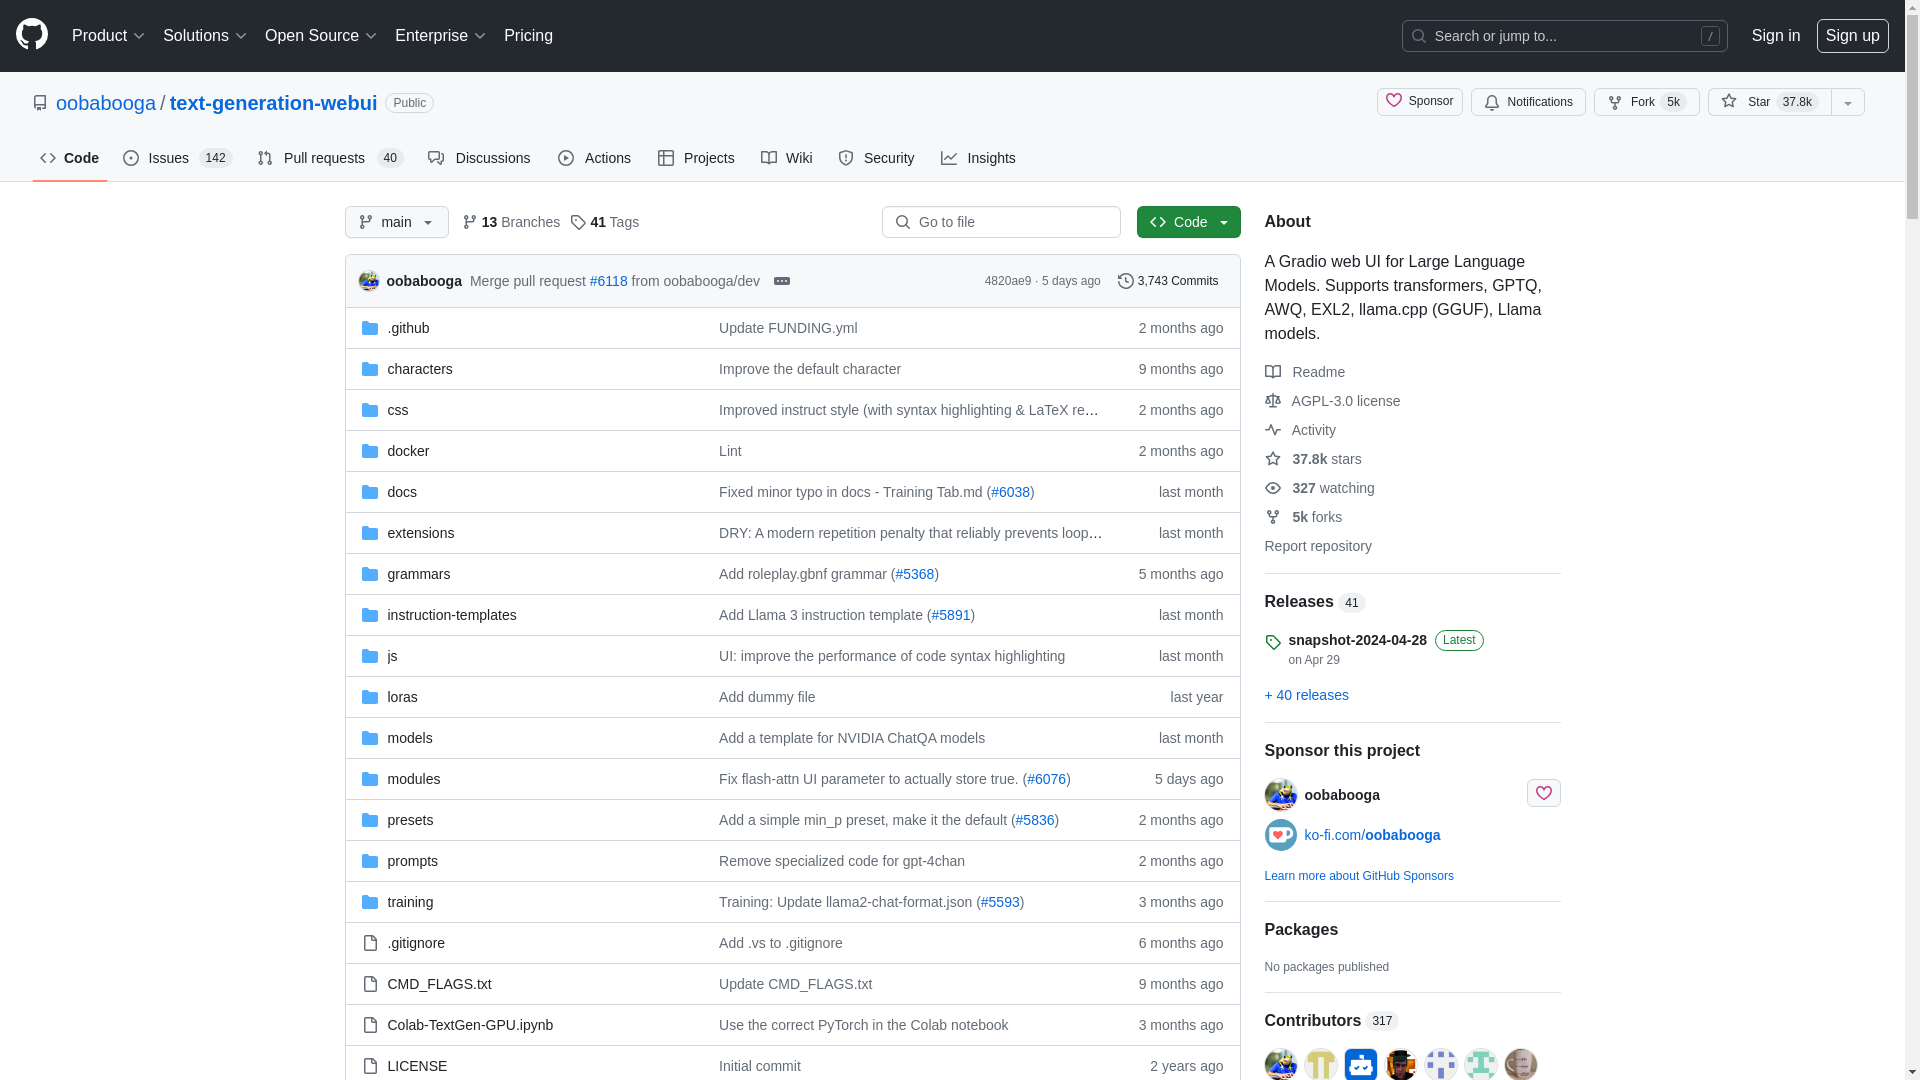 Product Solutions Open Source Enterprise Pricing Search or jump to... / Sign in Sign up
oobabooga / text-generation-webui Public Sponsor Notifications Fork 5k Star 37.8k
Code Issues 142 Pull requests 40 Discussions Actions Projects Wiki Security Insights
main 13 Branches 41 Tags Go to file Code
oobabooga Merge pull request #6118 from oobabooga/dev 4820ae9 · 5 days ago 3,743 Commits
.github Update FUNDING.yml 2 months ago
characters Improve the default character 9 months ago
css Improved instruct style (with syntax highlighting & LaTeX re… 2 months ago
docker Lint 2 months ago
docs Fixed minor typo in docs - Training Tab.md (#6038) last month
extensions DRY: A modern repetition penalty that reliably prevents loop… last month
grammars Add roleplay.gbnf grammar (#5368) 5 months ago
instruction-templates Add Llama 3 instruction template (#5891) last month
js UI: improve the performance of code syntax highlighting last month
loras Add dummy file last year
models Add a template for NVIDIA ChatQA models last month
modules Fix flash-attn UI parameter to actually store true. (#6076) 5 days ago
presets Add a simple min_p preset, make it the default (#5836) 2 months ago
prompts Remove specialized code for gpt-4chan 2 months ago
training Training: Update llama2-chat-format.json (#5593) 3 months ago
.gitignore Add .vs to .gitignore 6 months ago
CMD_FLAGS.txt Update CMD_FLAGS.txt 9 months ago
Colab-TextGen-GPU.ipynb Use the correct PyTorch in the Colab notebook 3 months ago
LICENSE Initial commit 2 years ago
About
A Gradio web UI for Large Language
Models. Supports transformers, GPTQ,
AWQ, EXL2, llama.cpp (GGUF), Llama
models.
Readme
AGPL-3.0 license
Activity
37.8k stars
327 watching
5k forks
Report repository
Releases 41
snapshot-2024-04-28 Latest
on Apr 29
+ 40 releases
Sponsor this project
oobabooga
ko-fi.com/oobabooga
Learn more about GitHub Sponsors
Packages
No packages published
Contributors 317